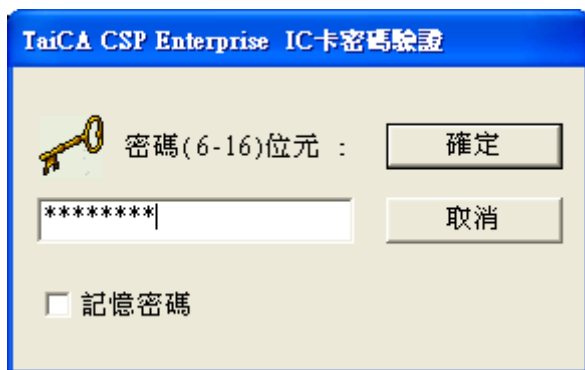 TaiCA CSP Enterprise IC卡密碼驗證
密碼(6-16)位元 :
確定
********
取消
記憶密碼